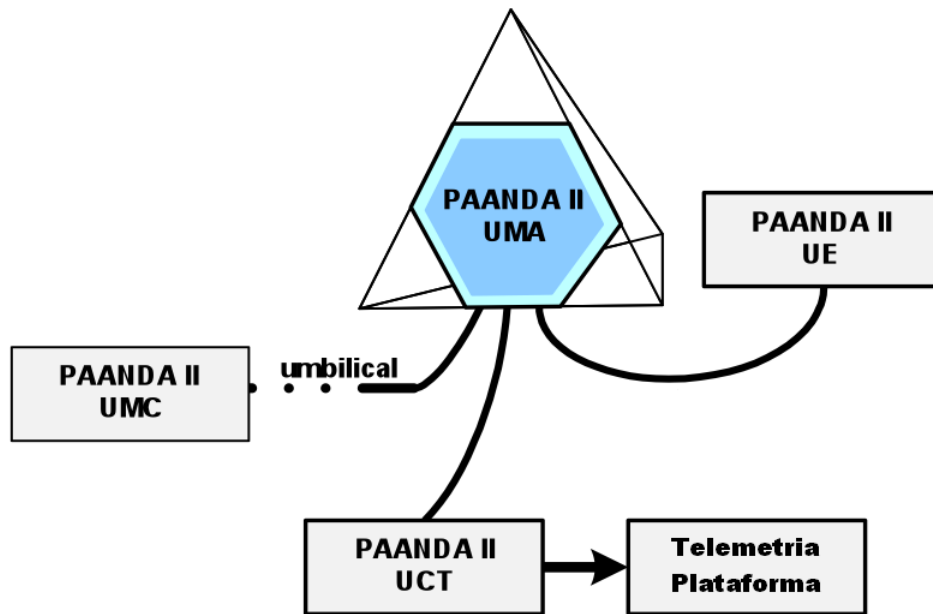 PAANDA II
UMA
PAANDA II
UE
umbilical
PAANDA II
UMC
PAANDA II
UCT
Telemetria
Plataforma